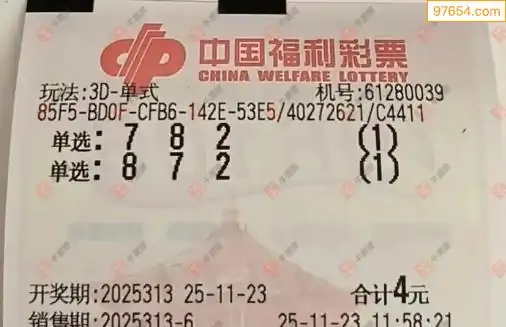 97654.com
中国福利彩票
CHINA WELFARE LOTTERY
玩法:3D-单式 机号:61280039
85F5-BD0F-CFB6-142E-53E5/40272621/C4411
单选: 7 8 2 (1)
单选: 8 7 2 (1)
开奖期:2025313 25-11-23 合计4元
销售期:2025313-6 25-11-23 11:58:21